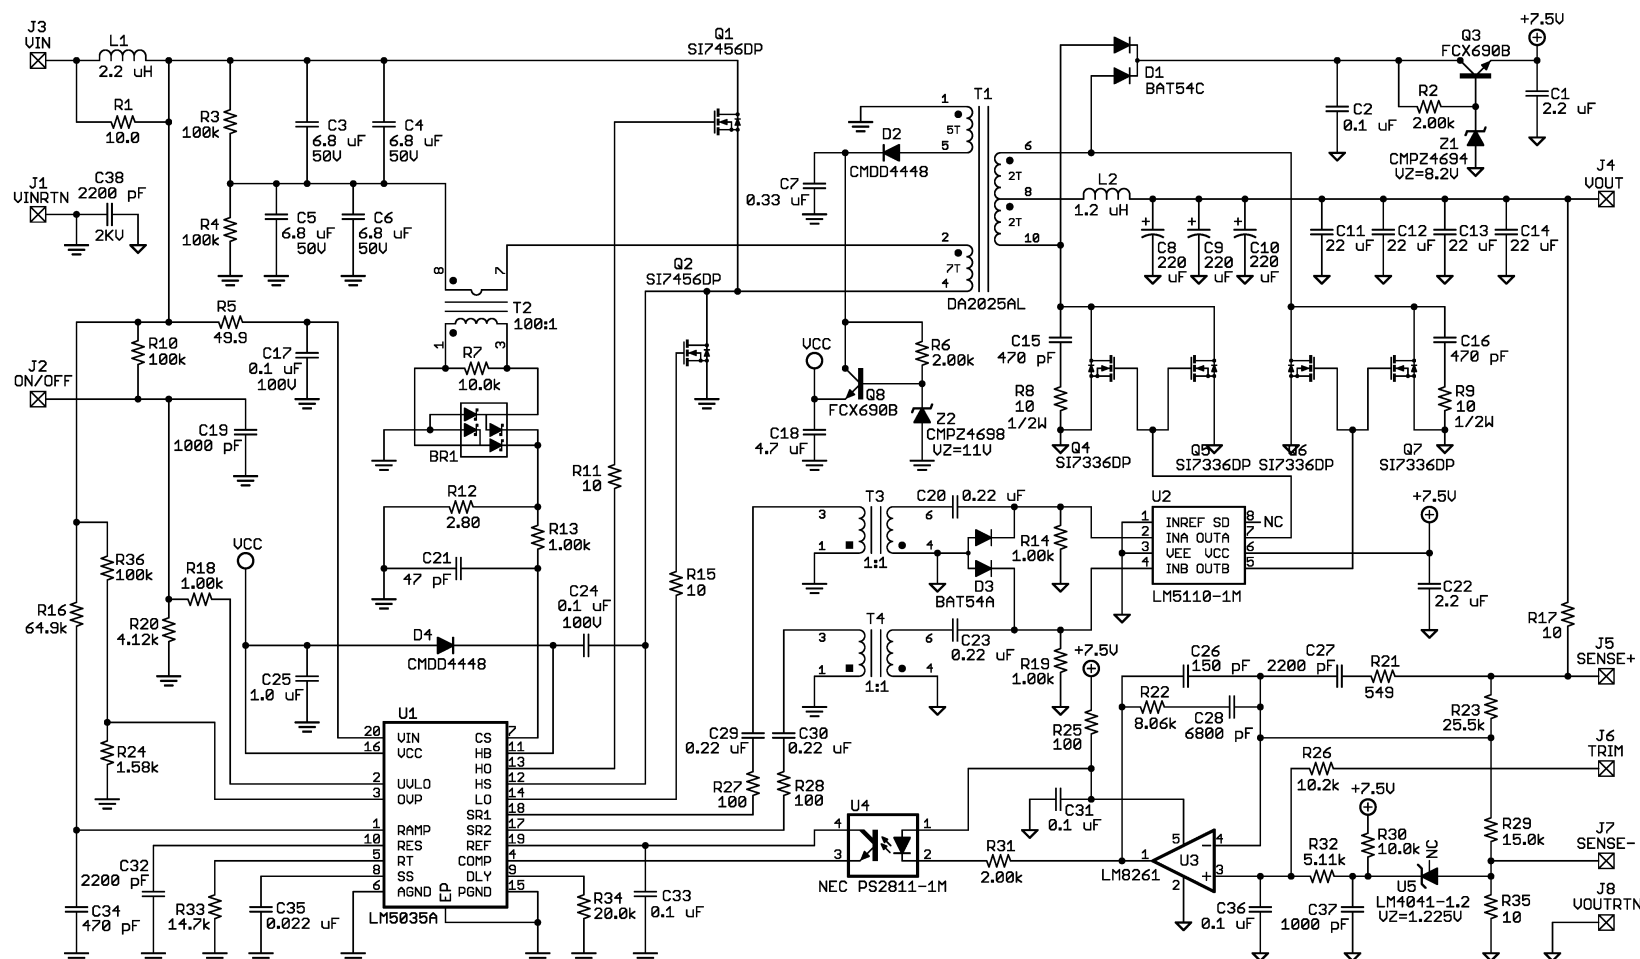 J3
VIN
L1
2.2 uH
R1
10.0
R3
100k
C3
6.8 uF
50V
C4
6.8 uF
50V
Q1
SI7456DP
J1
VINRTN
C38
2200 pF
2KV
R4
100k
C5
6.8 uF
50V
C6
6.8 uF
50V
8
7
T2
100:1
1
3
Q2
SI7456DP
T1
1
5T
5
2
7T
4
6
2T
8
2T
10
DA2025AL
D2
CMDD4448
C7
0.33 uF
D1
BAT54C
Q3
FCX690B
+7.5V
C2
0.1 uF
R2
2.00k
C1
2.2 uF
Z1
CMPZ4694
VZ=8.2V
J4
VOUT
L2
1.2 uH
+
C8
220
uF
+
C9
220
uF
+
C10
220
uF
C11
22 uF
C12
22 uF
C13
22 uF
C14
22 uF
R5
49.9
R10
100k
C17
0.1 uF
100V
J2
ON/OFF
C19
1000 pF
R7
10.0k
BR1
VCC
Q8
FCX690B
R6
2.00k
C18
4.7 uF
Z2
CMPZ4698
VZ=11V
C15
470 pF
R8
10
1/2W
Q4
SI7336DP
Q5
SI7336DP
Q6
SI7336DP
Q7
SI7336DP
C16
470 pF
R9
10
1/2W
R11
10
R12
2.80
R13
1.00k
C21
47 pF
R36
100k
R16
64.9k
R18
1.00k
R20
4.12k
VCC
C24
0.1 uF
100V
R15
10
D4
CMDD4448
C25
1.0 uF
R24
1.58k
T3
3
1
6
4
1:1
C20
0.22 uF
D3
BAT54A
R14
1.00k
T4
3
1
6
4
1:1
C23
0.22 uF
R19
1.00k
U2
1
2
3
4
INREF SD
INA OUTA
VEE VCC
INB OUTB
8
7
6
5
NC
LM5110-1M
+7.5V
C22
2.2 uF
R17
10
J5
SENSE+
U1
20
16
2
3
1
10
5
8
6
VIN
VCC
UVLO
OVP
RAMP
RES
RT
SS
AGND
EP
CS
HB
HO
HS
LO
SR1
SR2
REF
COMP
DLY
PGND
7
11
13
12
14
18
17
19
4
9
15
LM5035A
C29
0.22 uF
C30
0.22 uF
R27
100
R28
100
+7.5V
R25
100
C31
0.1 uF
C26
150 pF
C27
2200 pF
R21
549
R22
8.06k
C28
6800 pF
R23
25.5k
J6
TRIM
R26
10.2k
+7.5V
R30
10.0k
R29
15.0k
J7
SENSE-
U4
4
3
1
2
NEC PS2811-1M
R31
2.00k
U3
LM8261
1
5
4
3
2
R32
5.11k
U5
LM4041-1.2
VZ=1.225V
NC
R35
10
J8
VOUTRTN
C36
0.1 uF
C37
1000 pF
C32
2200 pF
C34
470 pF
R33
14.7k
C35
0.022 uF
R34
20.0k
C33
0.1 uF